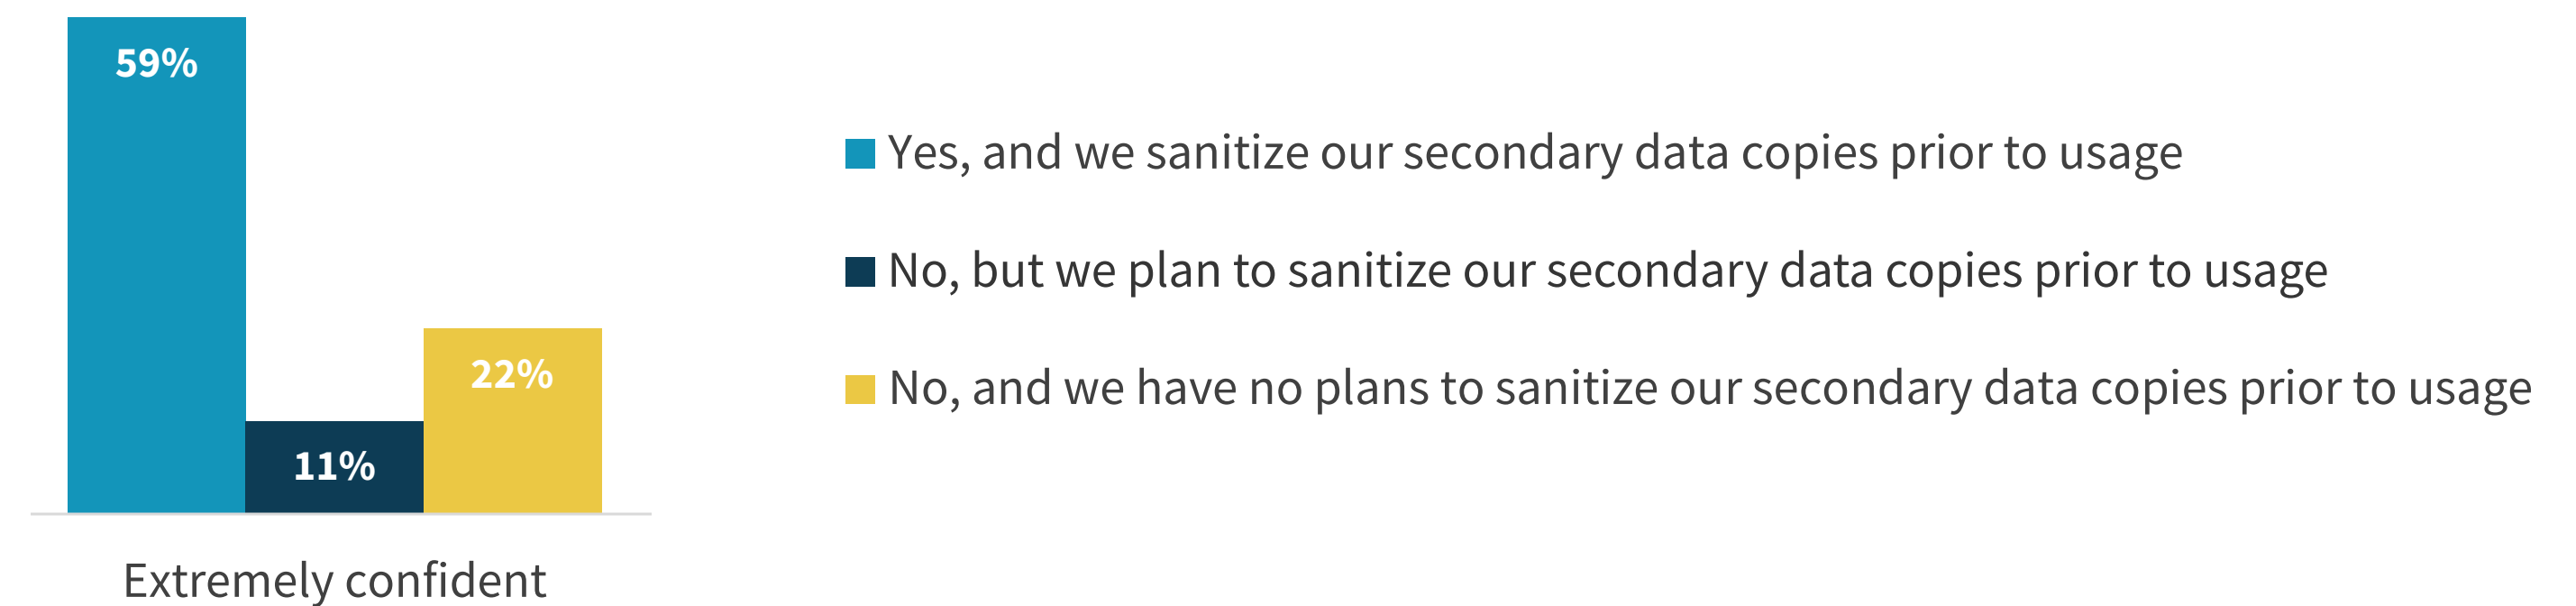 59%
11%
22%
Extremely confident
Yes, and we sanitize our secondary data copies prior to usage
No, but we plan to sanitize our secondary data copies prior to usage
No, and we have no plans to sanitize our secondary data copies prior to usage